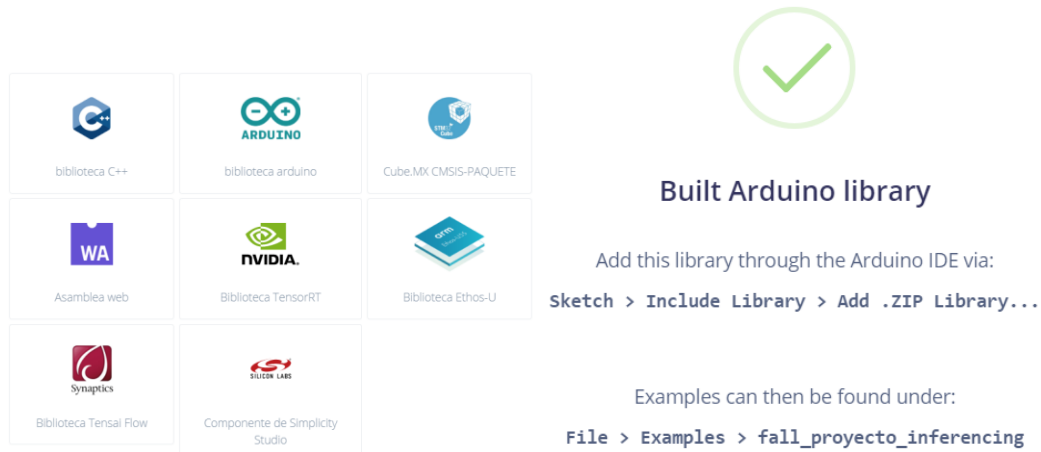 C++
ARDUINO
STM32
Cube
biblioteca C++
biblioteca arduino
Cube.MX CMSIS-PAQUETE
WA
NVIDIA.
arm
Asamblea web
Biblioteca TensorRT
Biblioteca Ethos-U
Synaptics
SILICON LABS
Biblioteca Tensai Flow
Componente de Simplicity
Studio
Built Arduino library
Add this library through the Arduino IDE via:
Sketch > Include Library > Add .ZIP Library...
Examples can then be found under:
File > Examples > fall_proyecto_inferencing